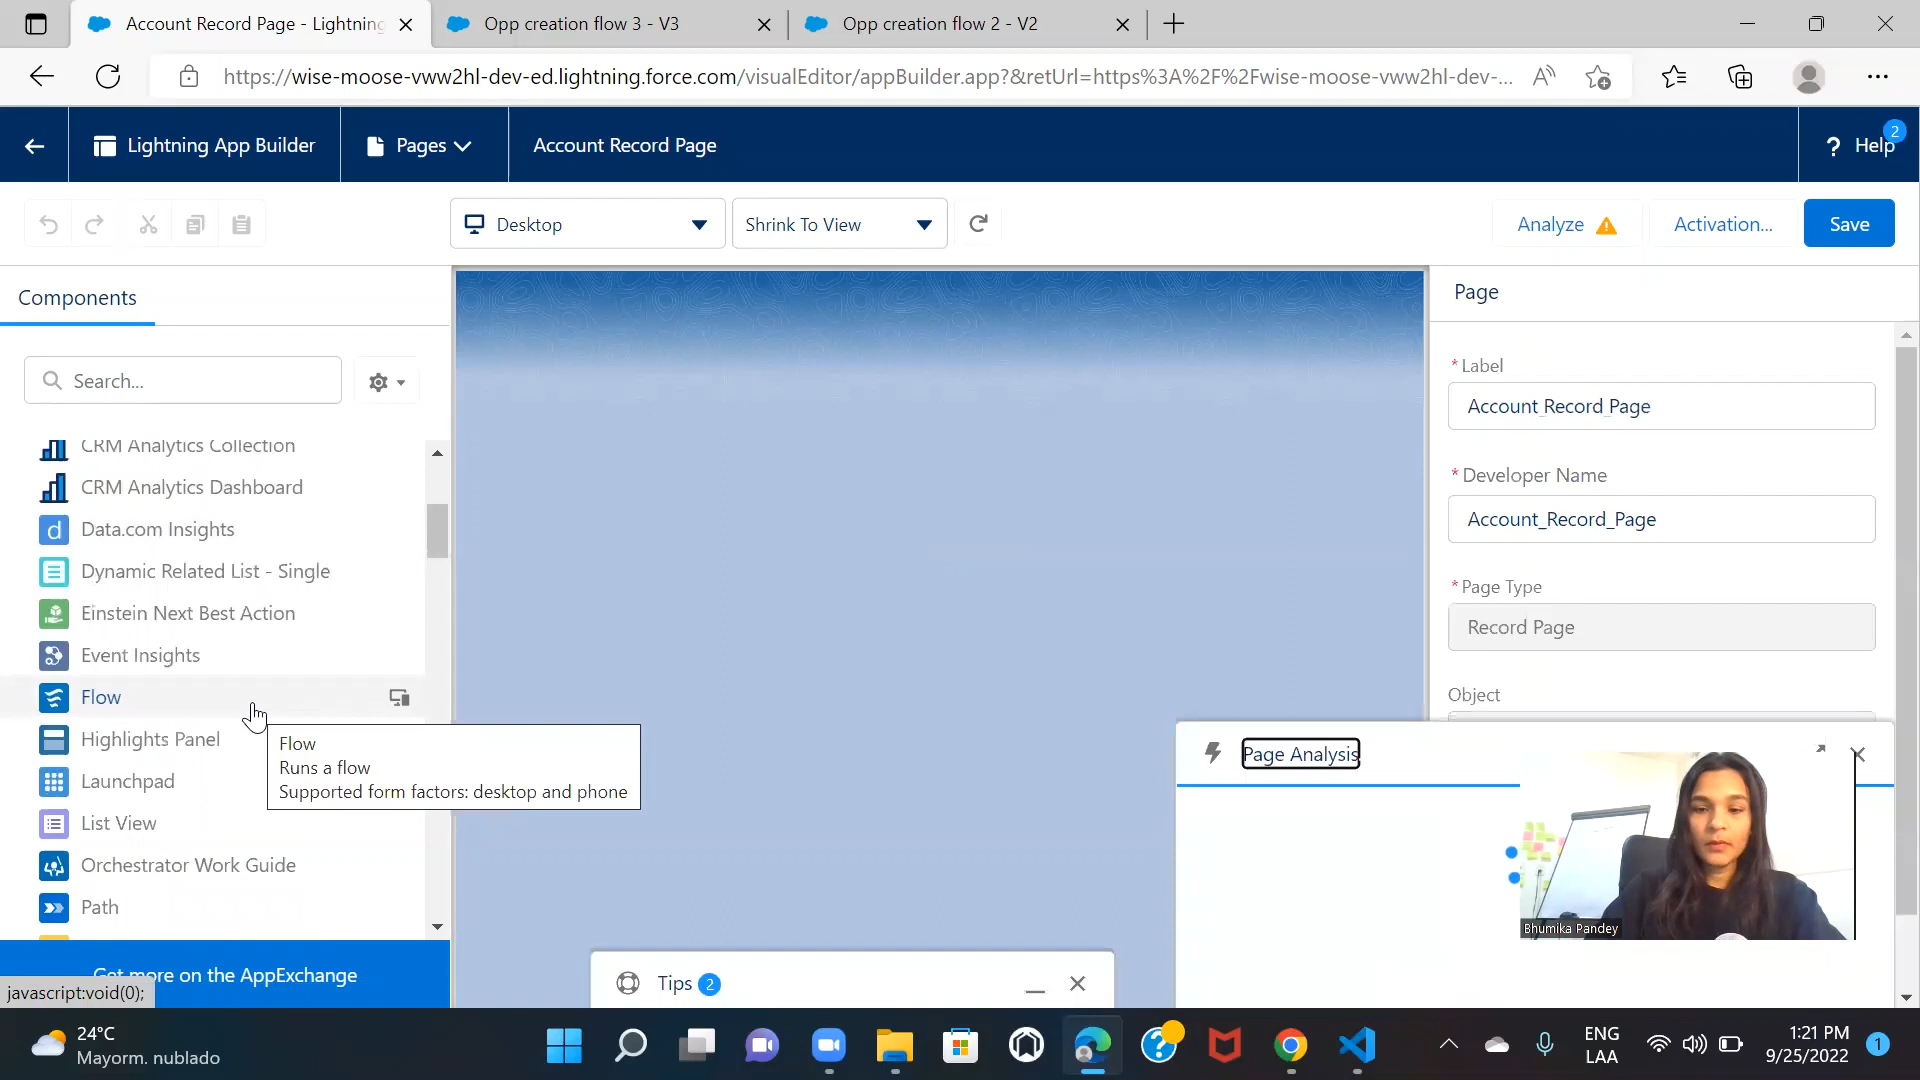 Account Record Page - Lightning
Opp creation flow 3 - V3
Opp creation flow 2 - V2
https://wise-moose-vww2hl-dev-ed.lightning.force.com/visualEditor/appBuilder.app?&retUrl=https%3A%2F%2Fwise-moose-vww2hl-dev-...
Lightning App Builder
Pages
Account Record Page
? Help
2
Desktop
Shrink To View
Analyze
Activation...
Save
Components
Search...
CRM Analytics Collection
CRM Analytics Dashboard
Data.com Insights
Dynamic Related List - Single
Einstein Next Best Action
Event Insights
Flow
Highlights Panel
Launchpad
List View
Orchestrator Work Guide
Path
Flow
Runs a flow
Supported form factors: desktop and phone
Get more on the AppExchange
javascript:void(0);
Tips 2
Page
* Label
Account Record Page
* Developer Name
Account_Record_Page
* Page Type
Record Page
Object
Page Analysis
Bhumika Pandey
24°C
Mayorm. nublado
ENG
LAA
1:21 PM
9/25/2022
1